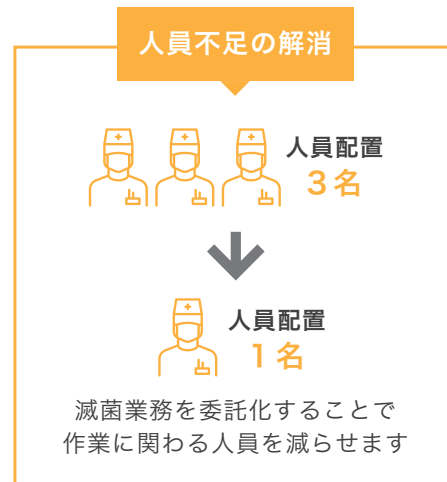 人員不足の解消
人員配置
3名
人員配置
1名
滅菌業務を委託化することで
作業に関わる人員を減らせます